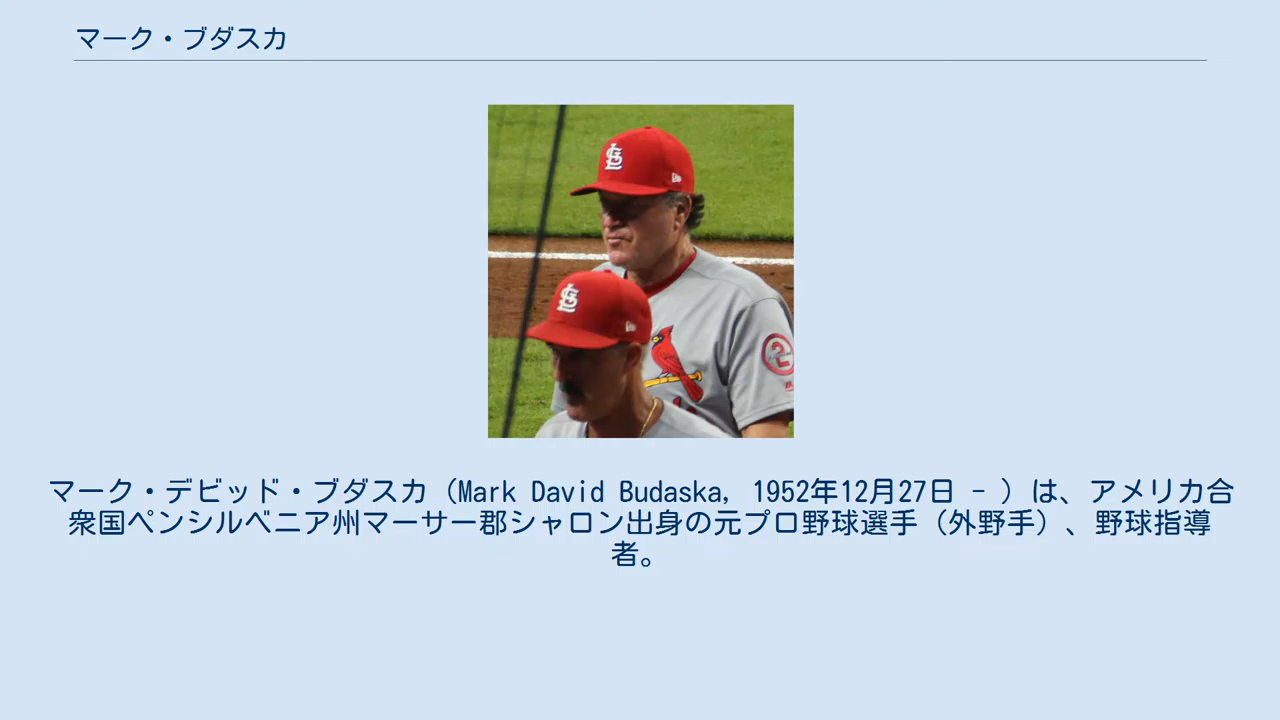 マーク・ブダスカ
マーク・デビッド・ブダスカ（Mark David Budaska, 1952年12月27日 - ）は、アメリカ合
衆国ペンシルベニア州マーサー郡シャロン出身の元プロ野球選手（外野手）、野球指導
者。